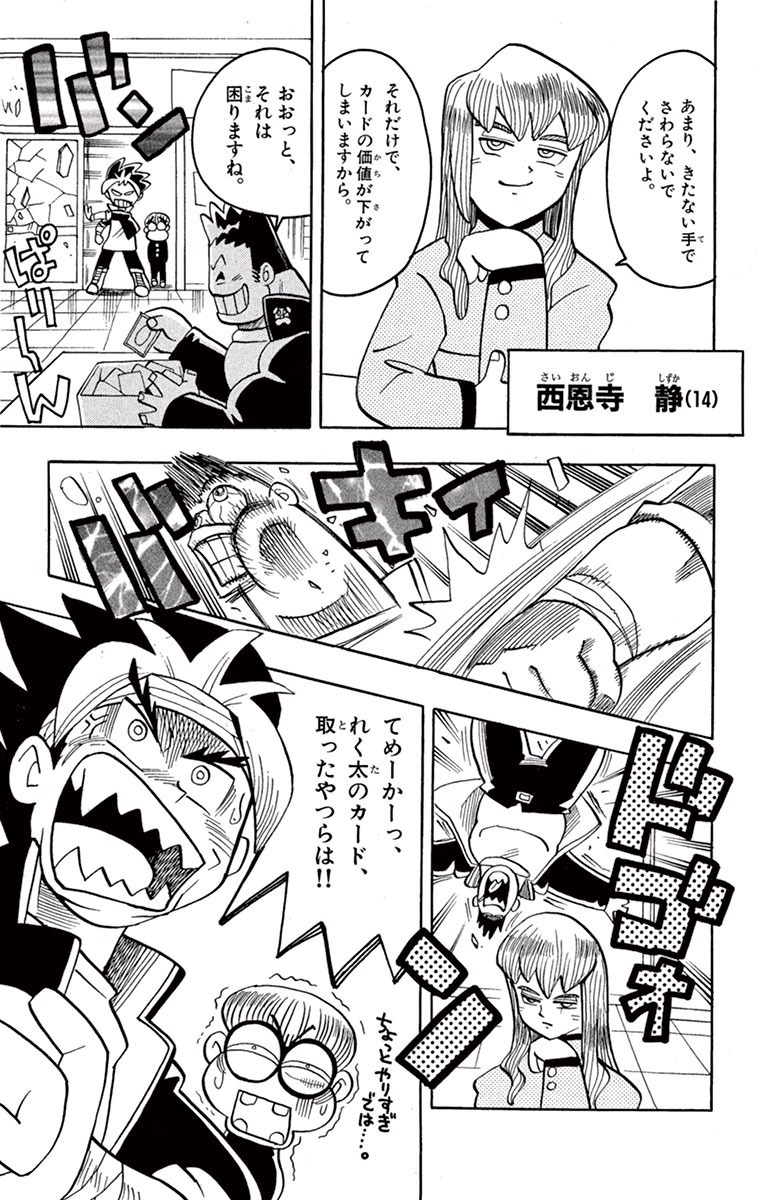 あまり、きたない手で
さわらないで
くださいよ。
それだけで、
カードの価値が下がって
しまいますから。
西恩寺　静(14)
おおっと、
それは
困りますね。
バン
ぱりーん
バキィ
ドゴォン
てめーかーっ、
れく太のカード、
取ったやつらは!!
ちょっとやりすぎ
では……。